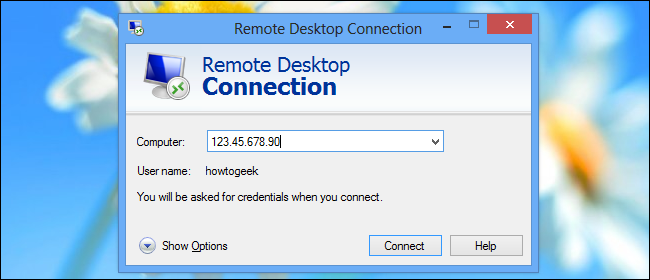 Remote Desktop Connection
Remote Desktop
Connection
Computer: 123.45.678.90
User name: howtogeek
You will be asked for credentials when you connect.
Show Options Connect Help